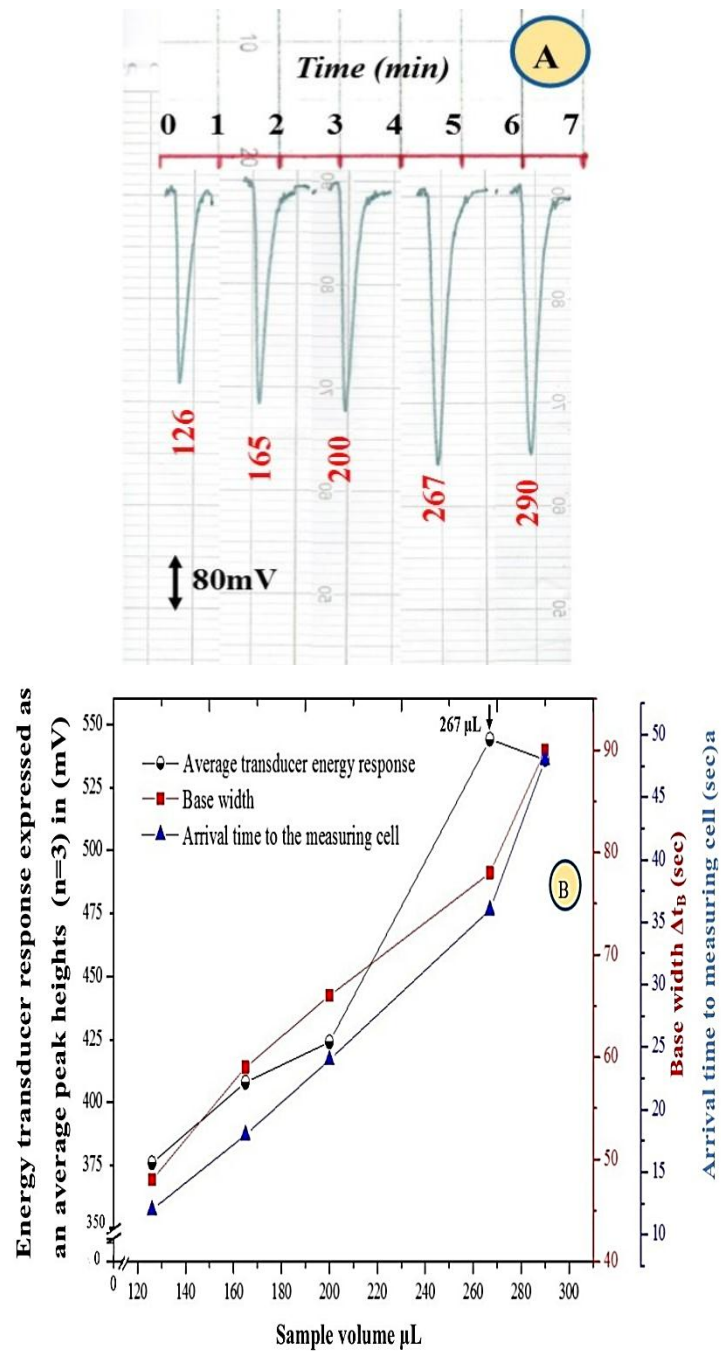 10
Time (min)
A
0 1 2 3 4 5 6 7
20
126
165
200
267
290
80mV
Energy transducer response expressed as
an average peak heights (n=3) in (mV)
550
525
500
475
450
425
400
375
350
0
267 µL
Average transducer energy response
Base width
Arrival time to the measuring cell
B
90
80
70
60
50
40
Base width ΔtB (sec)
50
45
40
35
30
25
20
15
10
Arrival time to measuring cell (sec)a
0 120 140 160 180 200 220 240 260 280 300
Sample volume µL